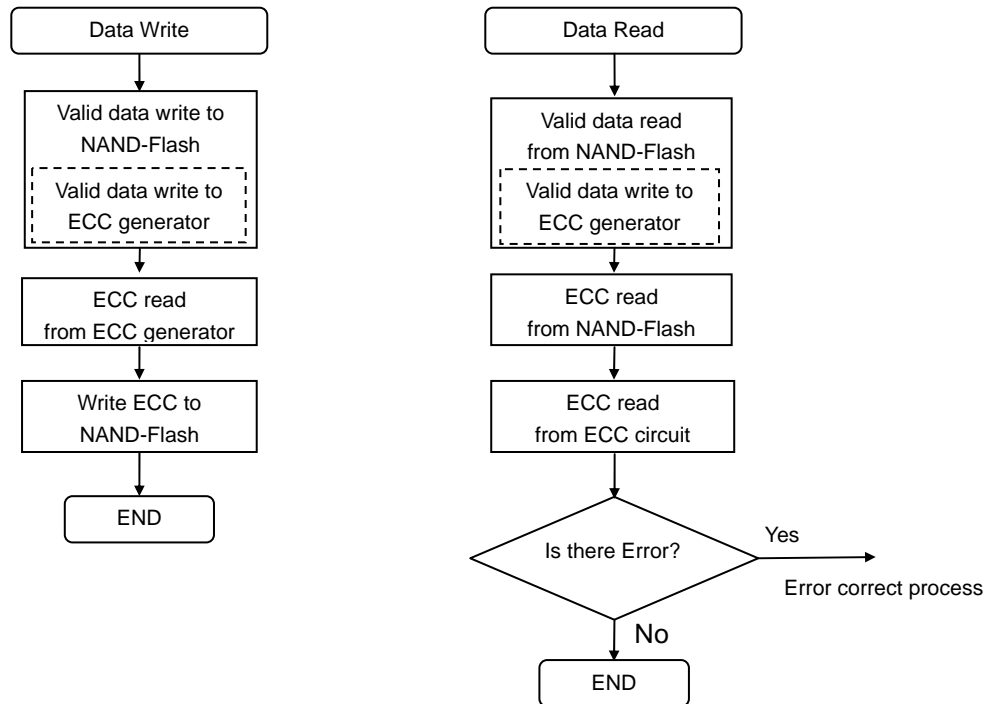 Data Write
Valid data write to
NAND-Flash
Valid data write to
ECC generator
ECC read
from ECC generator
Write ECC to
NAND-Flash
END
Data Read
Valid data read
from NAND-Flash
Valid data write to
ECC generator
ECC read
from NAND-Flash
ECC read
from ECC circuit
Is there Error?
Yes
Error correct process
No
END